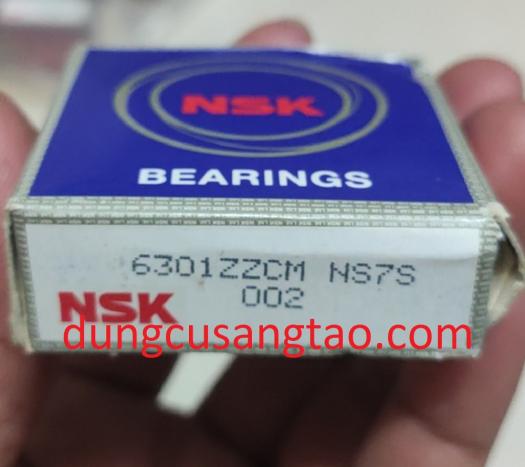 NSK
BEARINGS
6301ZZCM NS7S
002
NSK
dungcusangtao.com